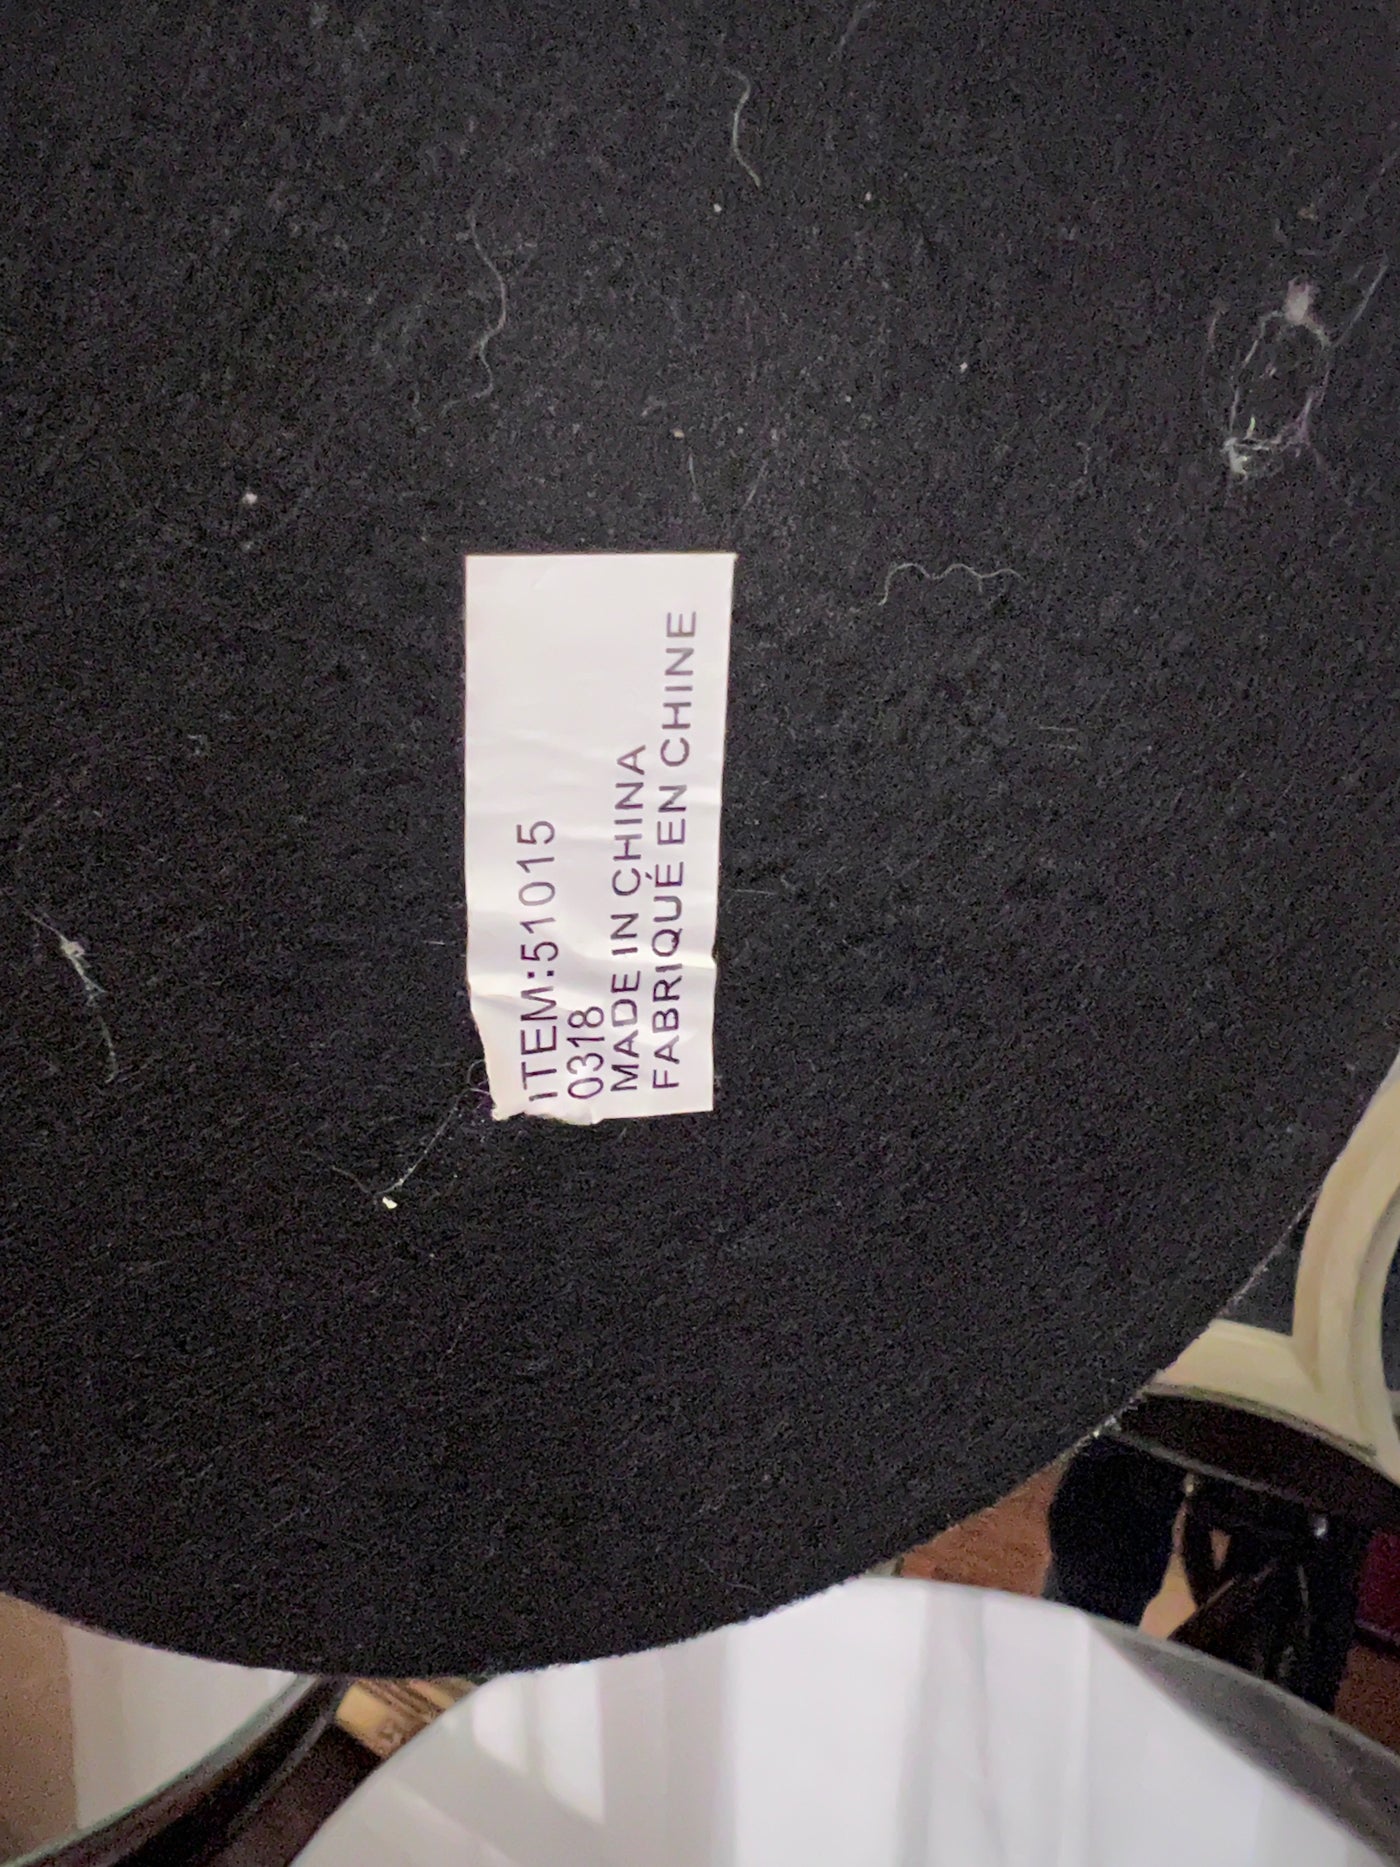 ITEM:51015
0318
MADE IN CHINA
FABRIQUÉ EN CHINE